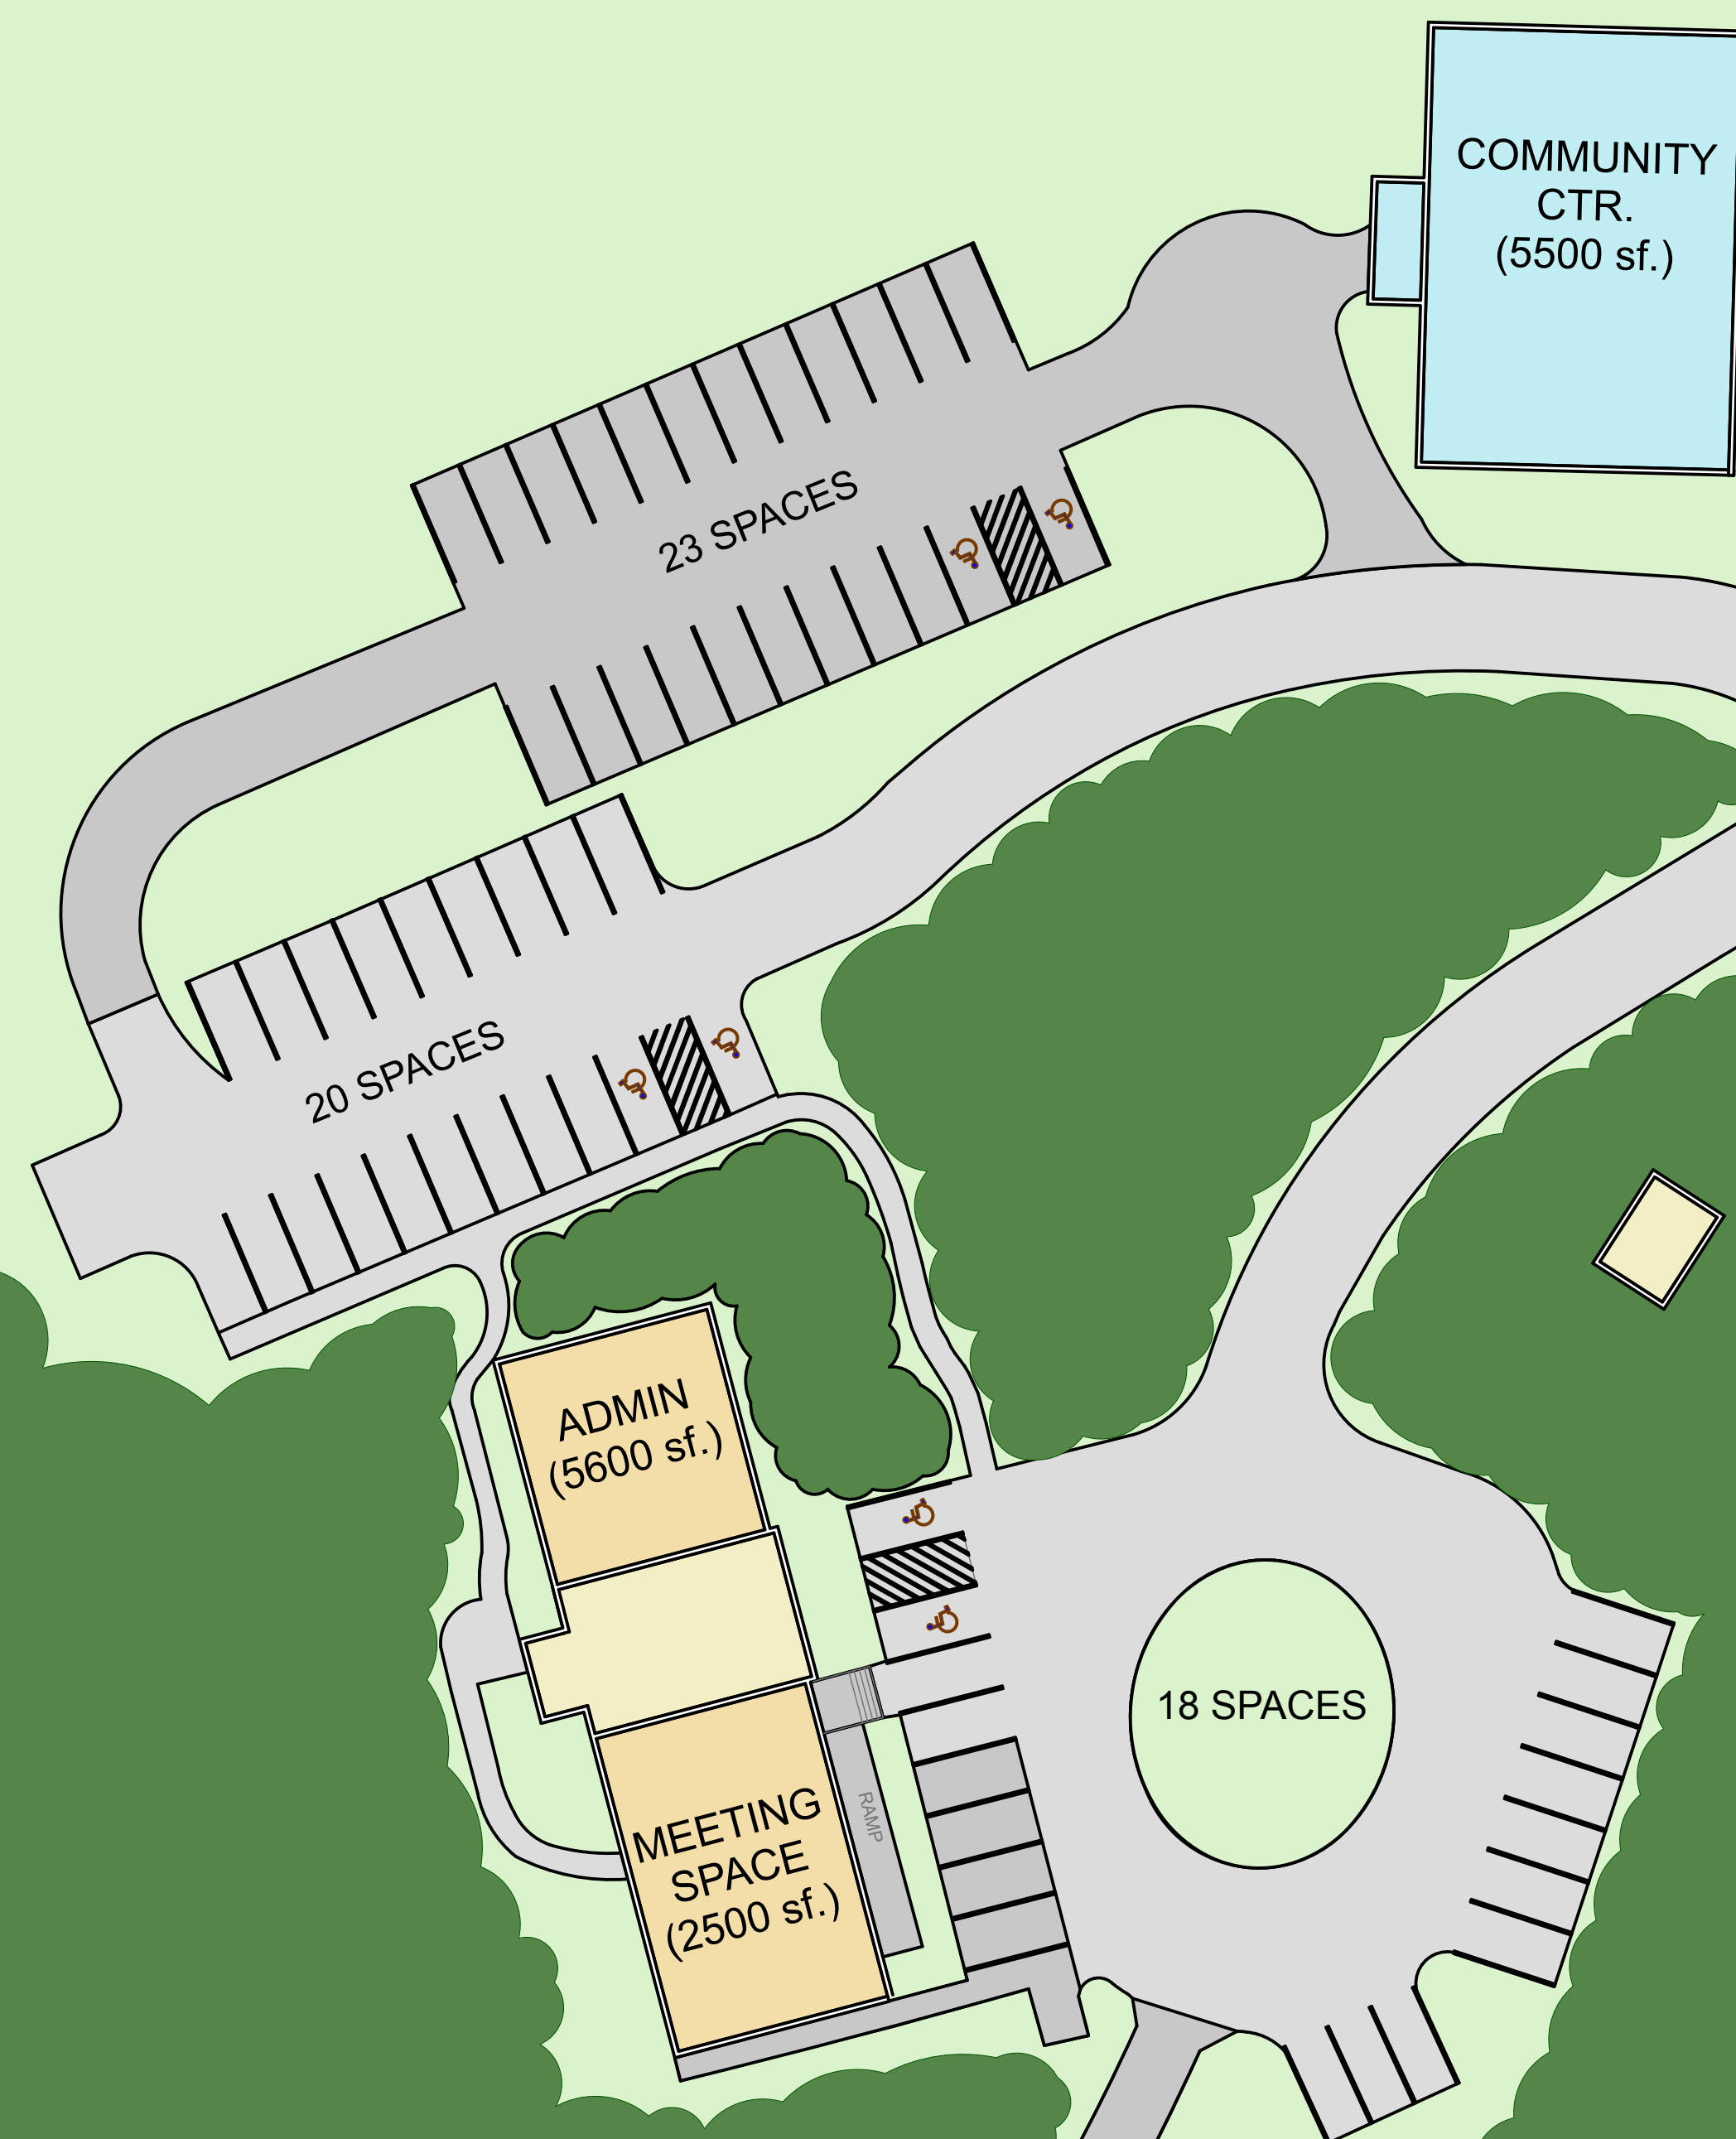 COMMUNITY
CTR.
(5500 sf.)
23 SPACES
20 SPACES
ADMIN
(5600 sf.)
18 SPACES
RAMP
MEETING
SPACE
(2500 sf.)